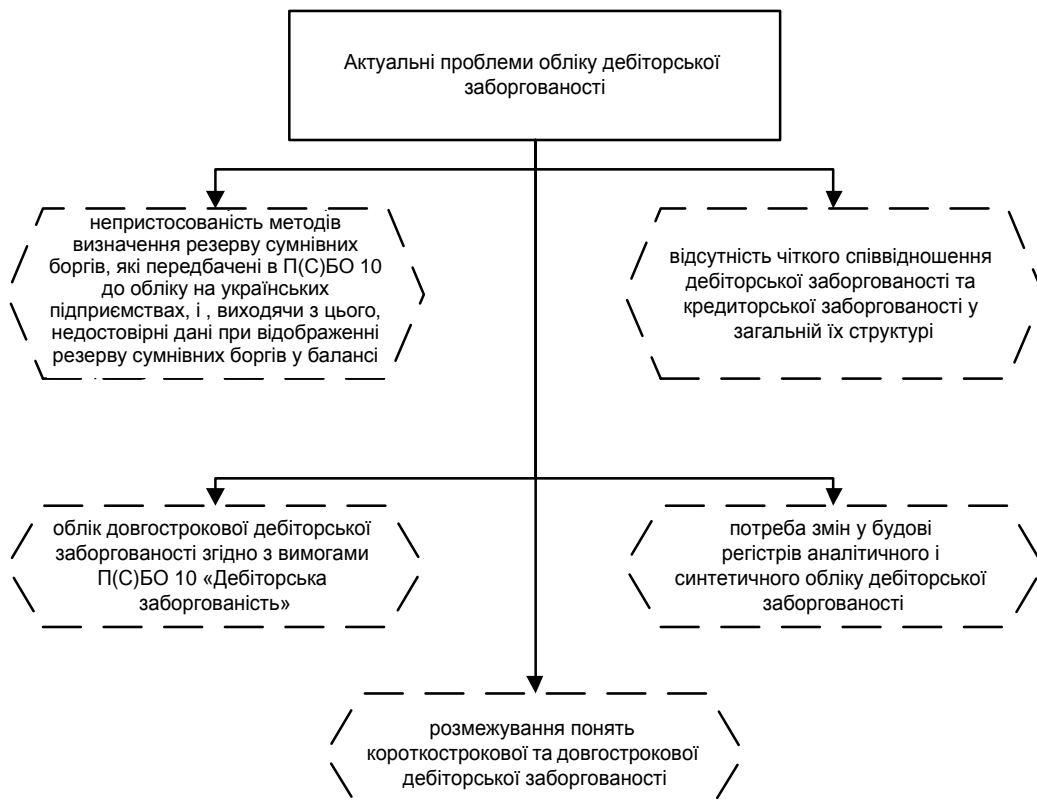 Актуальні проблеми обліку дебіторської
заборгованості
непристосованість методів
визначення резерву сумнівних
боргів, які передбачені в П(С)БО 10
до обліку на українських
підприємствах, і , виходячи з цього,
недостовірні дані при відображенні
резерву сумнівних боргів у балансі
відсутність чіткого співвідношення
дебіторської заборгованості та
кредиторської заборгованості у
загальній їх структурі
облік довгострокової дебіторської
заборгованості згідно з вимогами
П(С)БО 10 «Дебіторська
заборгованість»
потреба змін у будові
регістрів аналітичного і
синтетичного обліку дебіторської
заборгованості
розмежування понять
короткострокової та довгострокової
дебіторської заборгованості